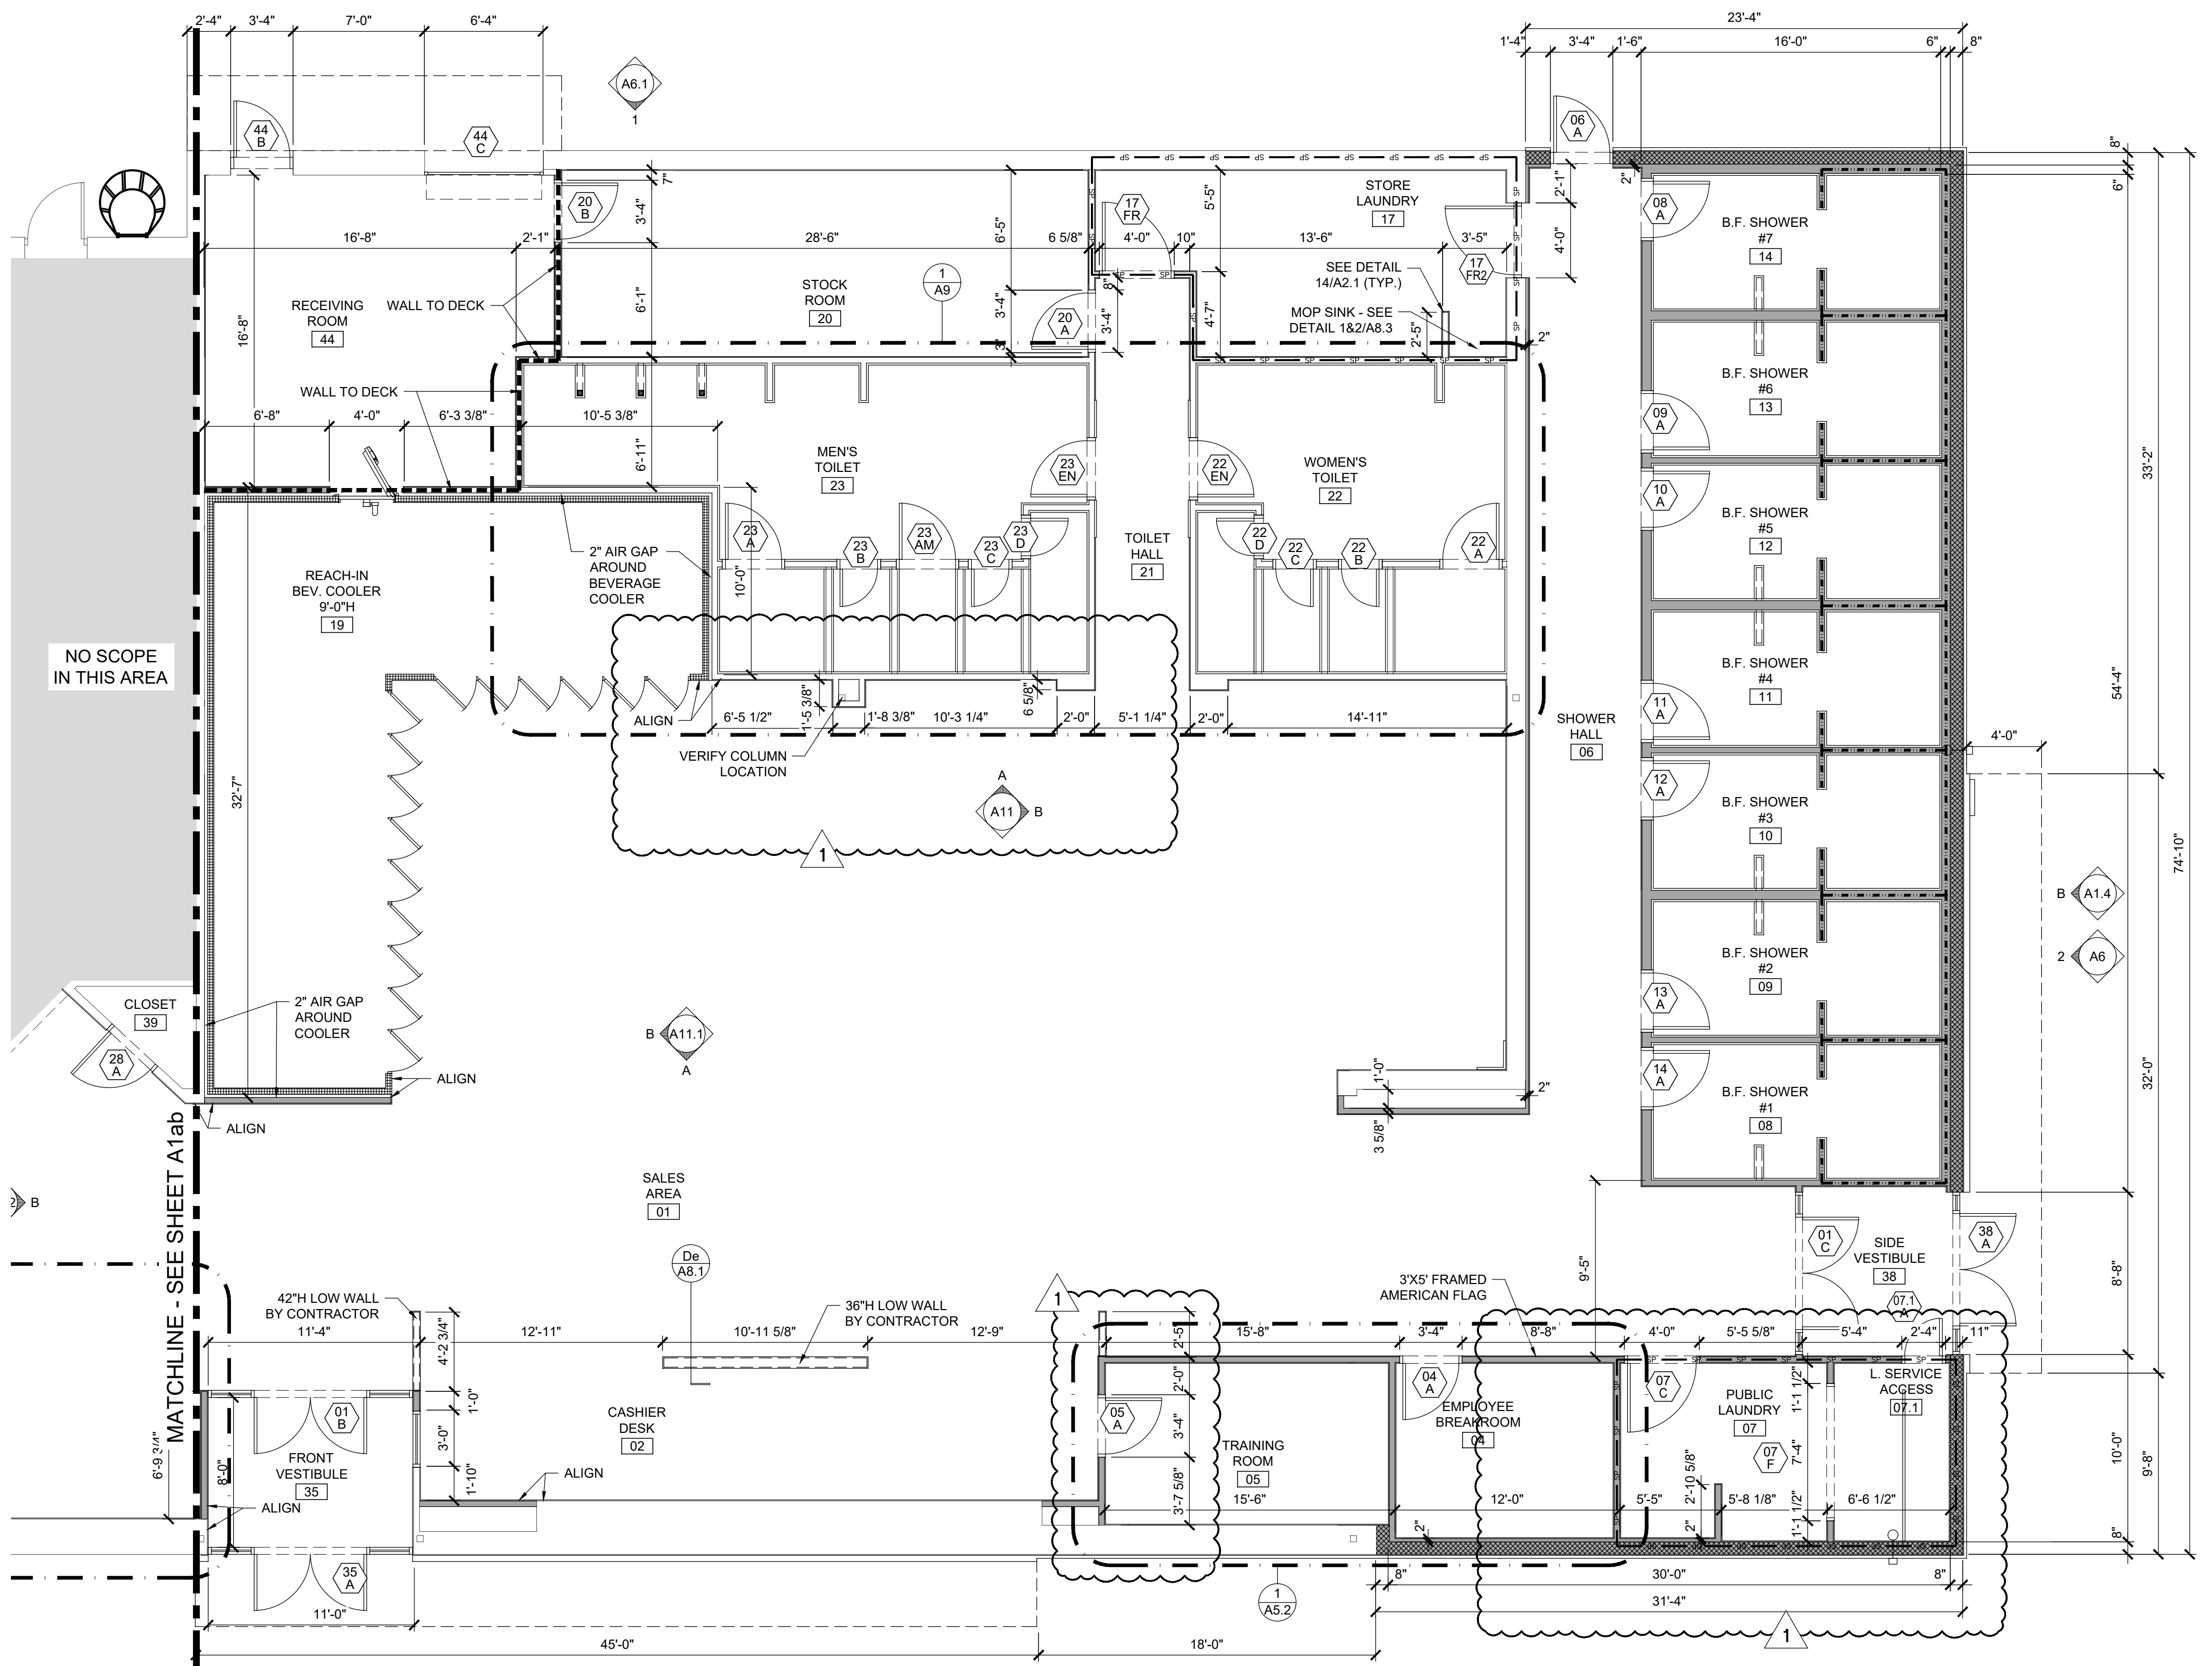 2'-4"
3'-4"
7'-0"
6'-4"
23'-4"
1'-4"
3'-4"
1'-6"
16'-0"
6"
8"
A6.1
1
44
B
44
C
06
A
8"
6"
SP SP SP SP SP SP SP SP
7"
3'-4"
20
B
6'-5"
17
FR
5'-5"
STORE
LAUNDRY
17
2'-1"
2"
4'-0"
08
A
B.F. SHOWER
#7
14
16'-8"
2'-1"
28'-6"
6 5/8"
4'-0"
10"
13'-6"
3'-5"
17
FR2
SEE DETAIL
14/A2.1 (TYP.)
MOP SINK - SEE
DETAIL 1&2/A8.3
2'-5"
2"
RECEIVING
ROOM
44
WALL TO DECK
16'-8"
6'-1"
STOCK
ROOM
20
1
A9
3'-4"
3"
20
A
8"
3'-4"
4'-7"
WALL TO DECK
6'-8"
4'-0"
6'-3 3/8"
10'-5 3/8"
6'-11"
MEN'S
TOILET
23
23
EN
22
EN
WOMEN'S
TOILET
22
B.F. SHOWER
#6
13
09
A
33'-2"
10
A
B.F. SHOWER
#5
12
23
A
23
B
23
AM
23
C
23
D
TOILET
HALL
21
22
D
22
C
22
B
22
A
2" AIR GAP
AROUND
BEVERAGE
COOLER
10'-0"
REACH-IN
BEV. COOLER
9'-0"H
19
NO SCOPE
IN THIS AREA
B.F. SHOWER
#4
11
11
A
54'-4"
ALIGN
6'-5 1/2"
1'-5 3/8"
1'-8 3/8"
10'-3 1/4"
6 5/8"
2'-0"
5'-1 1/4"
2'-0"
14'-11"
SHOWER
HALL
06
4'-0"
VERIFY COLUMN
LOCATION
32'-7"
A
A11
B
1
12
A
B.F. SHOWER
#3
10
74'-10"
B
A1.4
2
A6
B.F. SHOWER
#2
09
13
A
CLOSET
39
28
A
2" AIR GAP
AROUND
COOLER
B
A11.1
A
ALIGN
ALIGN
1'-0"
2"
3 5/8"
14
A
B.F. SHOWER
#1
08
32'-0"
MATCHLINE - SEE SHEET A1ab
B
SALES
AREA
01
De
A8.1
9'-5"
01
C
SIDE
VESTIBULE
38
38
A
8'-8"
07.1
A
42"H LOW WALL
BY CONTRACTOR
36"H LOW WALL
BY CONTRACTOR
1
3'X5' FRAMED
AMERICAN FLAG
11'-4"
4'-2 3/4"
12'-11"
10'-11 5/8"
12'-9"
2'-5"
15'-8"
3'-4"
8'-8"
4'-0"
5'-5 5/8"
5'-4"
2'-4"
11"
SP SP SP SP SP SP
1'-0"
3'-0"
1'-10"
01
B
CASHIER
DESK
02
05
A
2'-0"
3'-4"
3'-7 5/8"
TRAINING
ROOM
05
04
A
EMPLOYEE
BREAKROOM
04
07
C
PUBLIC
LAUNDRY
07
07
F
1'-11 1/2"
7'-4"
1'-1 1/2"
L. SERVICE
ACCESS
07.1
10'-0"
9'-8"
6'-9 3/4"
8'-0"
FRONT
VESTIBULE
35
ALIGN
ALIGN
15'-6"
12'-0"
5'-5"
2'-10 5/8"
5'-8 1/8"
6'-6 1/2"
2"
2"
8"
35
A
11'-0"
1
A5.2
8"
30'-0"
8"
31'-4"
1
45'-0"
18'-0"